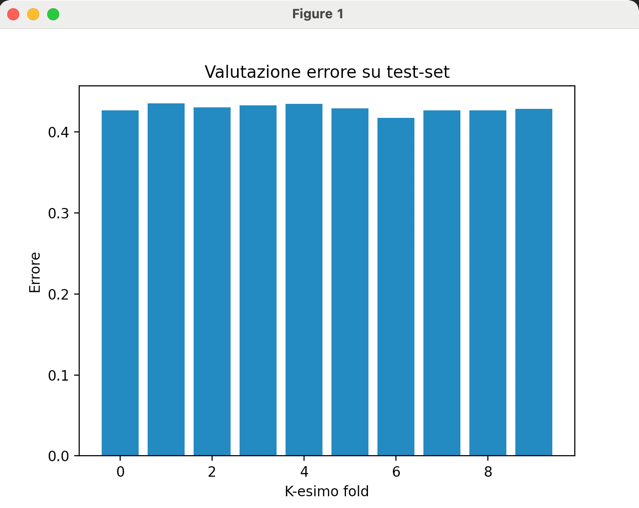 Figure 1
Valutazione errore su test-set
0.4
0.3
0.2
0.1
0.0
Errore
0 2 4 6 8
K-esimo fold